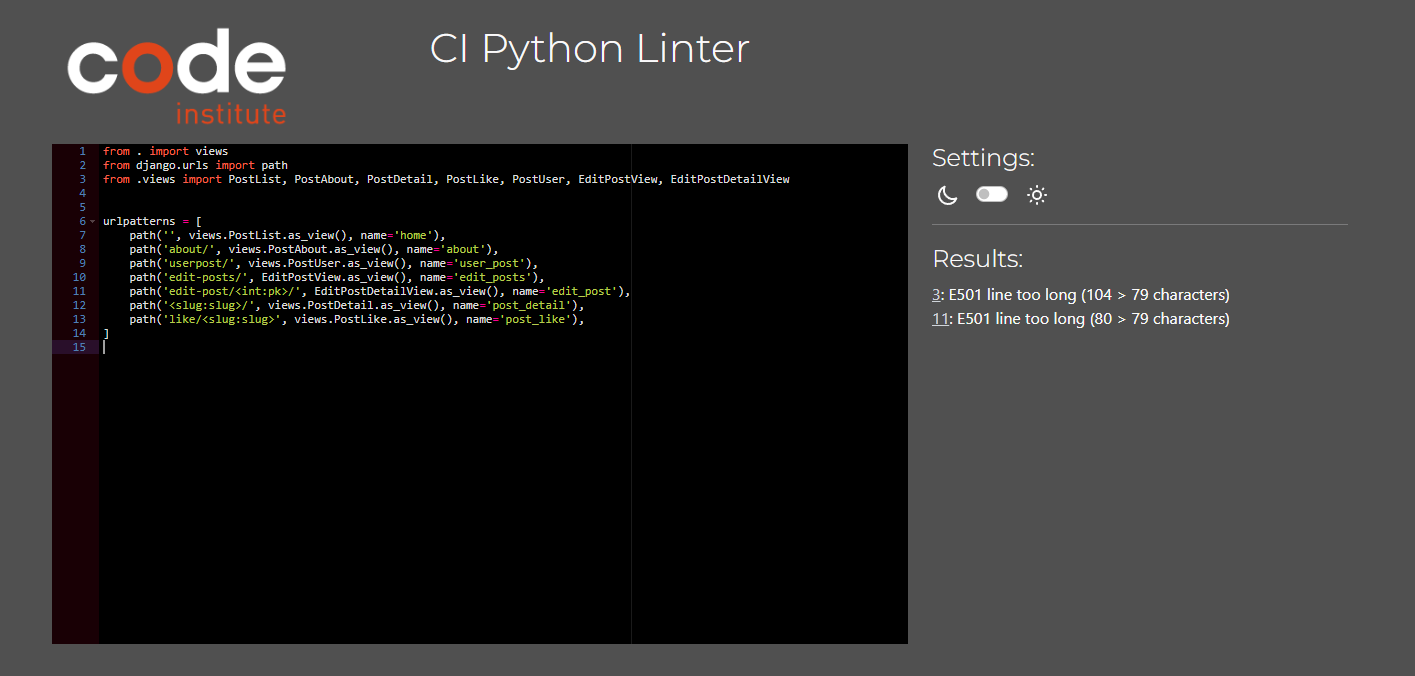 code
institute
CI Python Linter
1 from . import views
2 from django.urls import path
3 from .views import PostList, PostAbout, PostDetail, PostLike, PostUser, EditPostView, EditPostDetailView
4
5
6 urlpatterns = [
7     path('', views.PostList.as_view(), name='home'),
8     path('about/', views.PostAbout.as_view(), name='about'),
9     path('userpost/', views.PostUser.as_view(), name='user_post'),
10     path('edit-posts/', EditPostView.as_view(), name='edit_posts'),
11     path('edit-post/<int:pk>/', EditPostDetailView.as_view(), name='edit_post'),
12     path('<slug:slug>/', views.PostDetail.as_view(), name='post_detail'),
13     path('like/<slug:slug>', views.PostLike.as_view(), name='post_like'),
14 ]
15
Settings:
Results:
3: E501 line too long (104 > 79 characters)
11: E501 line too long (80 > 79 characters)